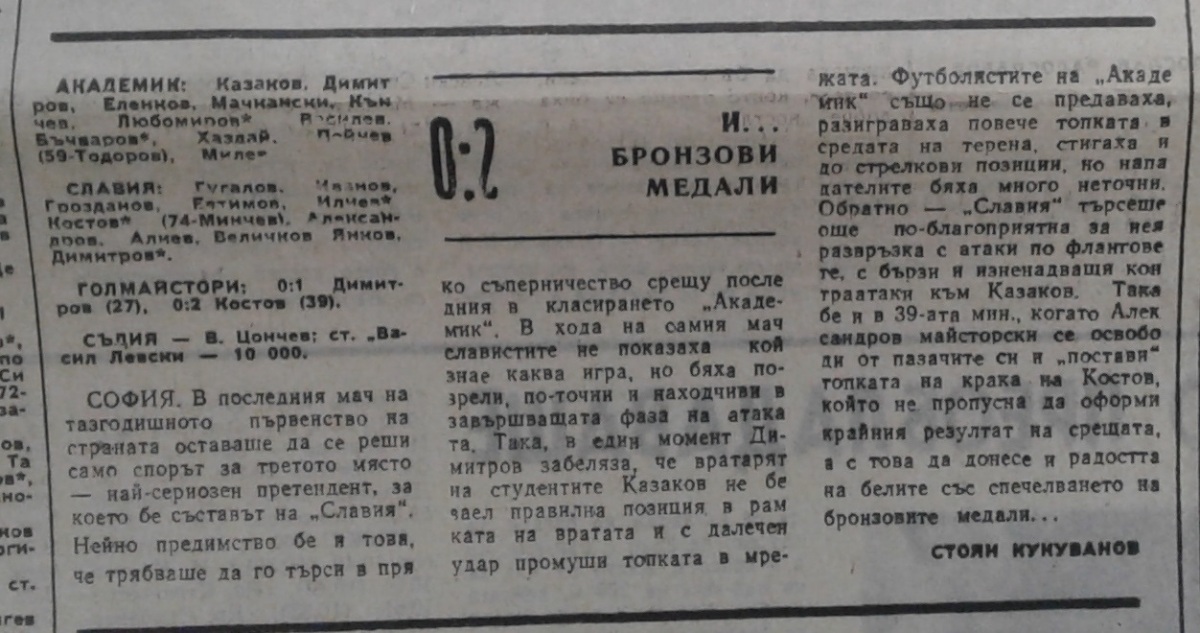 АКАДЕМИК: Казаков, Димит
ров, Еленков, Мачкански, Кън
чев, Любомиров* Василев,
Бъчваров*, Хаздай, Пейчев
(59-Тодоров), Милев
СЛАВИЯ: Гугалов, Иванов,
Грозданов, Евтимов, Илчев*
Костов* (74-Минчев), Алексан-
дров, Алиев, Величков Янков,
Димитров*.
ГОЛМАЙСТОРИ: 0:1 Димит-
ров (27), 0:2 Костов (39).
СЪДИЯ — В. Цончев; ст. „Ва-
сил Левски — 10 000.
СОФИЯ. В последния мач на
тазгодишното първенство на
страната оставаше да се реши
само спорът за третото място
— най-сериозен претендент, за
което бе съставът на „Славия“.
Нейно предимство бе и това,
че трябваше да го търси в пря
0:2
И...
БРОНЗОВИ
МЕДАЛИ
ко съперничество срещу после
дния в класирането „Акаде-
мик“. В хода на самия мач
славистите не показаха кой
знае каква игра, но бяха по-
зрели, по-точни и находчиви в
завършващата фаза на атака
та. Така, в един момент Ди-
митров забеляза, че вратарят
на студентите Казаков не бе
заел правилна позиция в рам
ката на вратата и с далечен
удар промуши топката в мре-
жата. Футболистите на „Акаде
мик“ също не се предаваха,
разиграваха повече топката в
средата на терена, стигаха и
до стрелкови позиции, но напа
дателите бяха много неточни.
Обратно — „Славия“ търсеше
още по-благоприятна за нея
развръзка с атаки по флангове
те, с бързи и изненадващи кон
траатаки към Казаков. Така
бе и в 39-ата мин., когато Алек
сандров майсторски се освобо
ди от пазачите си и „постави“
топката на крака на Костов,
който не пропусна да оформи
крайния резултат на срещата,
а с това да донесе и радостта
на белите със спечелването на
бронзовите медали...
СТОЯН КУКУВАНОВ